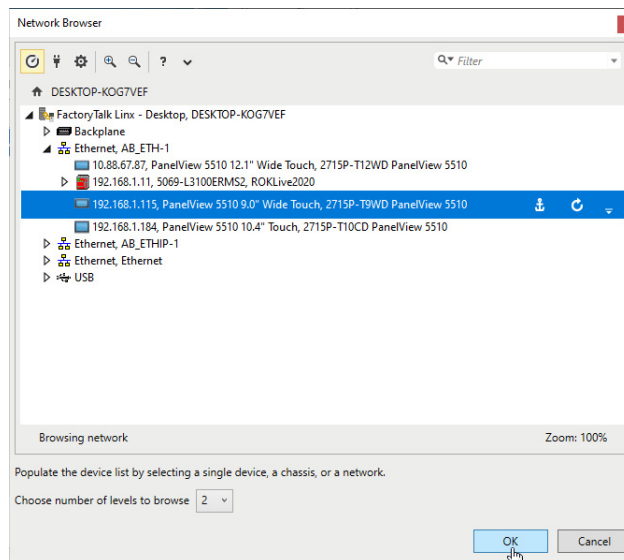 Network Browser
? Filter
DESKTOP-KOG7VEF
FactoryTalk Linx - Desktop, DESKTOP-KOG7VEF
Backplane
Ethernet, AB_ETH-1
10.88.67.87, PanelView 5510 12.1" Wide Touch, 2715P-T12WD PanelView 5510
192.168.1.11, 5069-L3100ERMS2, ROKLive2020
192.168.1.115, PanelView 5510 9.0" Wide Touch, 2715P-T9WD PanelView 5510
192.168.1.184, PanelView 5510 10.4" Touch, 2715P-T10CD PanelView 5510
Ethernet, AB_ETHIP-1
Ethernet, Ethernet
USB
Browsing network Zoom: 100%
Populate the device list by selecting a single device, a chassis, or a network.
Choose number of levels to browse 2
OK Cancel